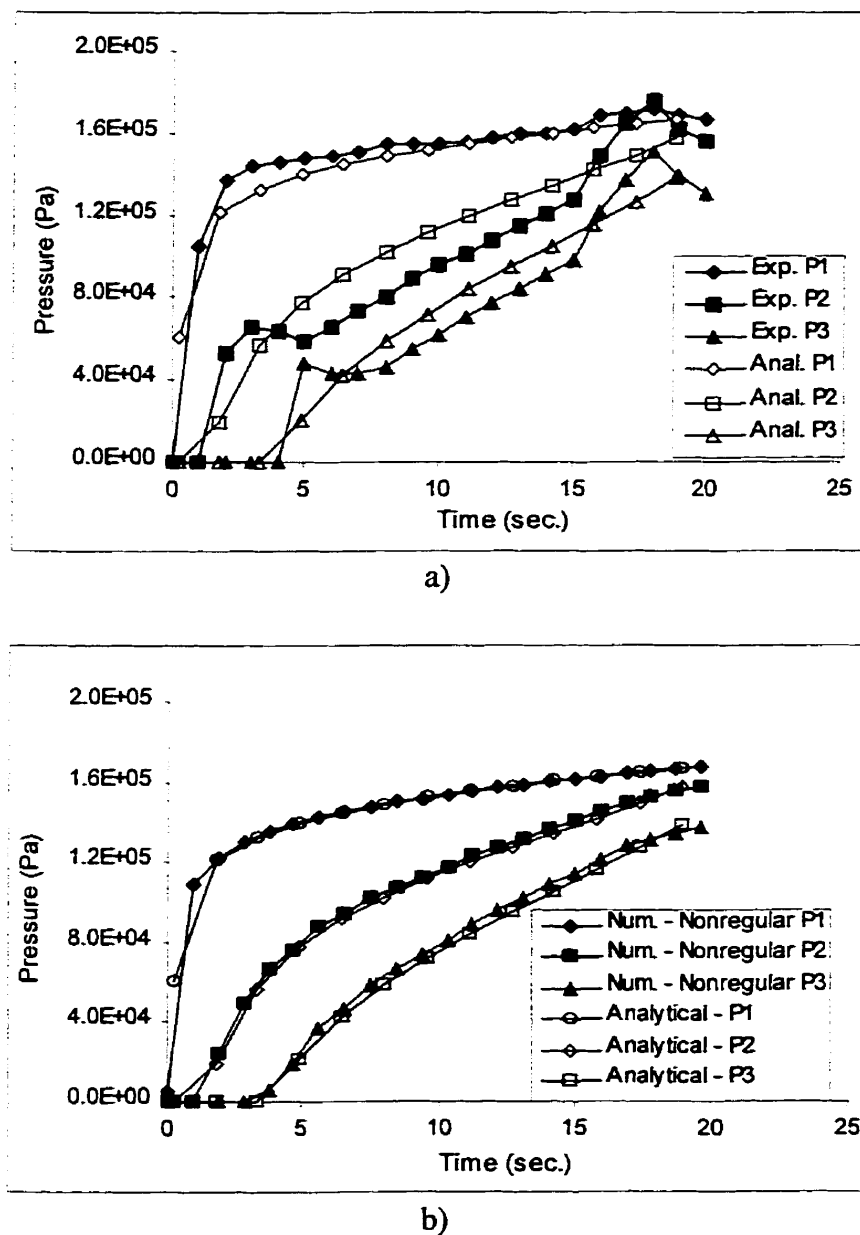 2.0E+05
1.6E+05
1.2E+05
8.0E+04
4.0E+04
0.0E+00
Pressure (Pa)
0 5 10 15 20 25
Time (sec.)
Exp. P1
Exp. P2
Exp. P3
Anal. P1
Anal. P2
Anal. P3
a)
2.0E+05
1.6E+05
1.2E+05
8.0E+04
4.0E+04
0.0E+00
Pressure (Pa)
0 5 10 15 20 25
Time (sec.)
Num. - Nonregular P1
Num. - Nonregular P2
Num. - Nonregular P3
Analytical - P1
Analytical - P2
Analytical - P3
b)